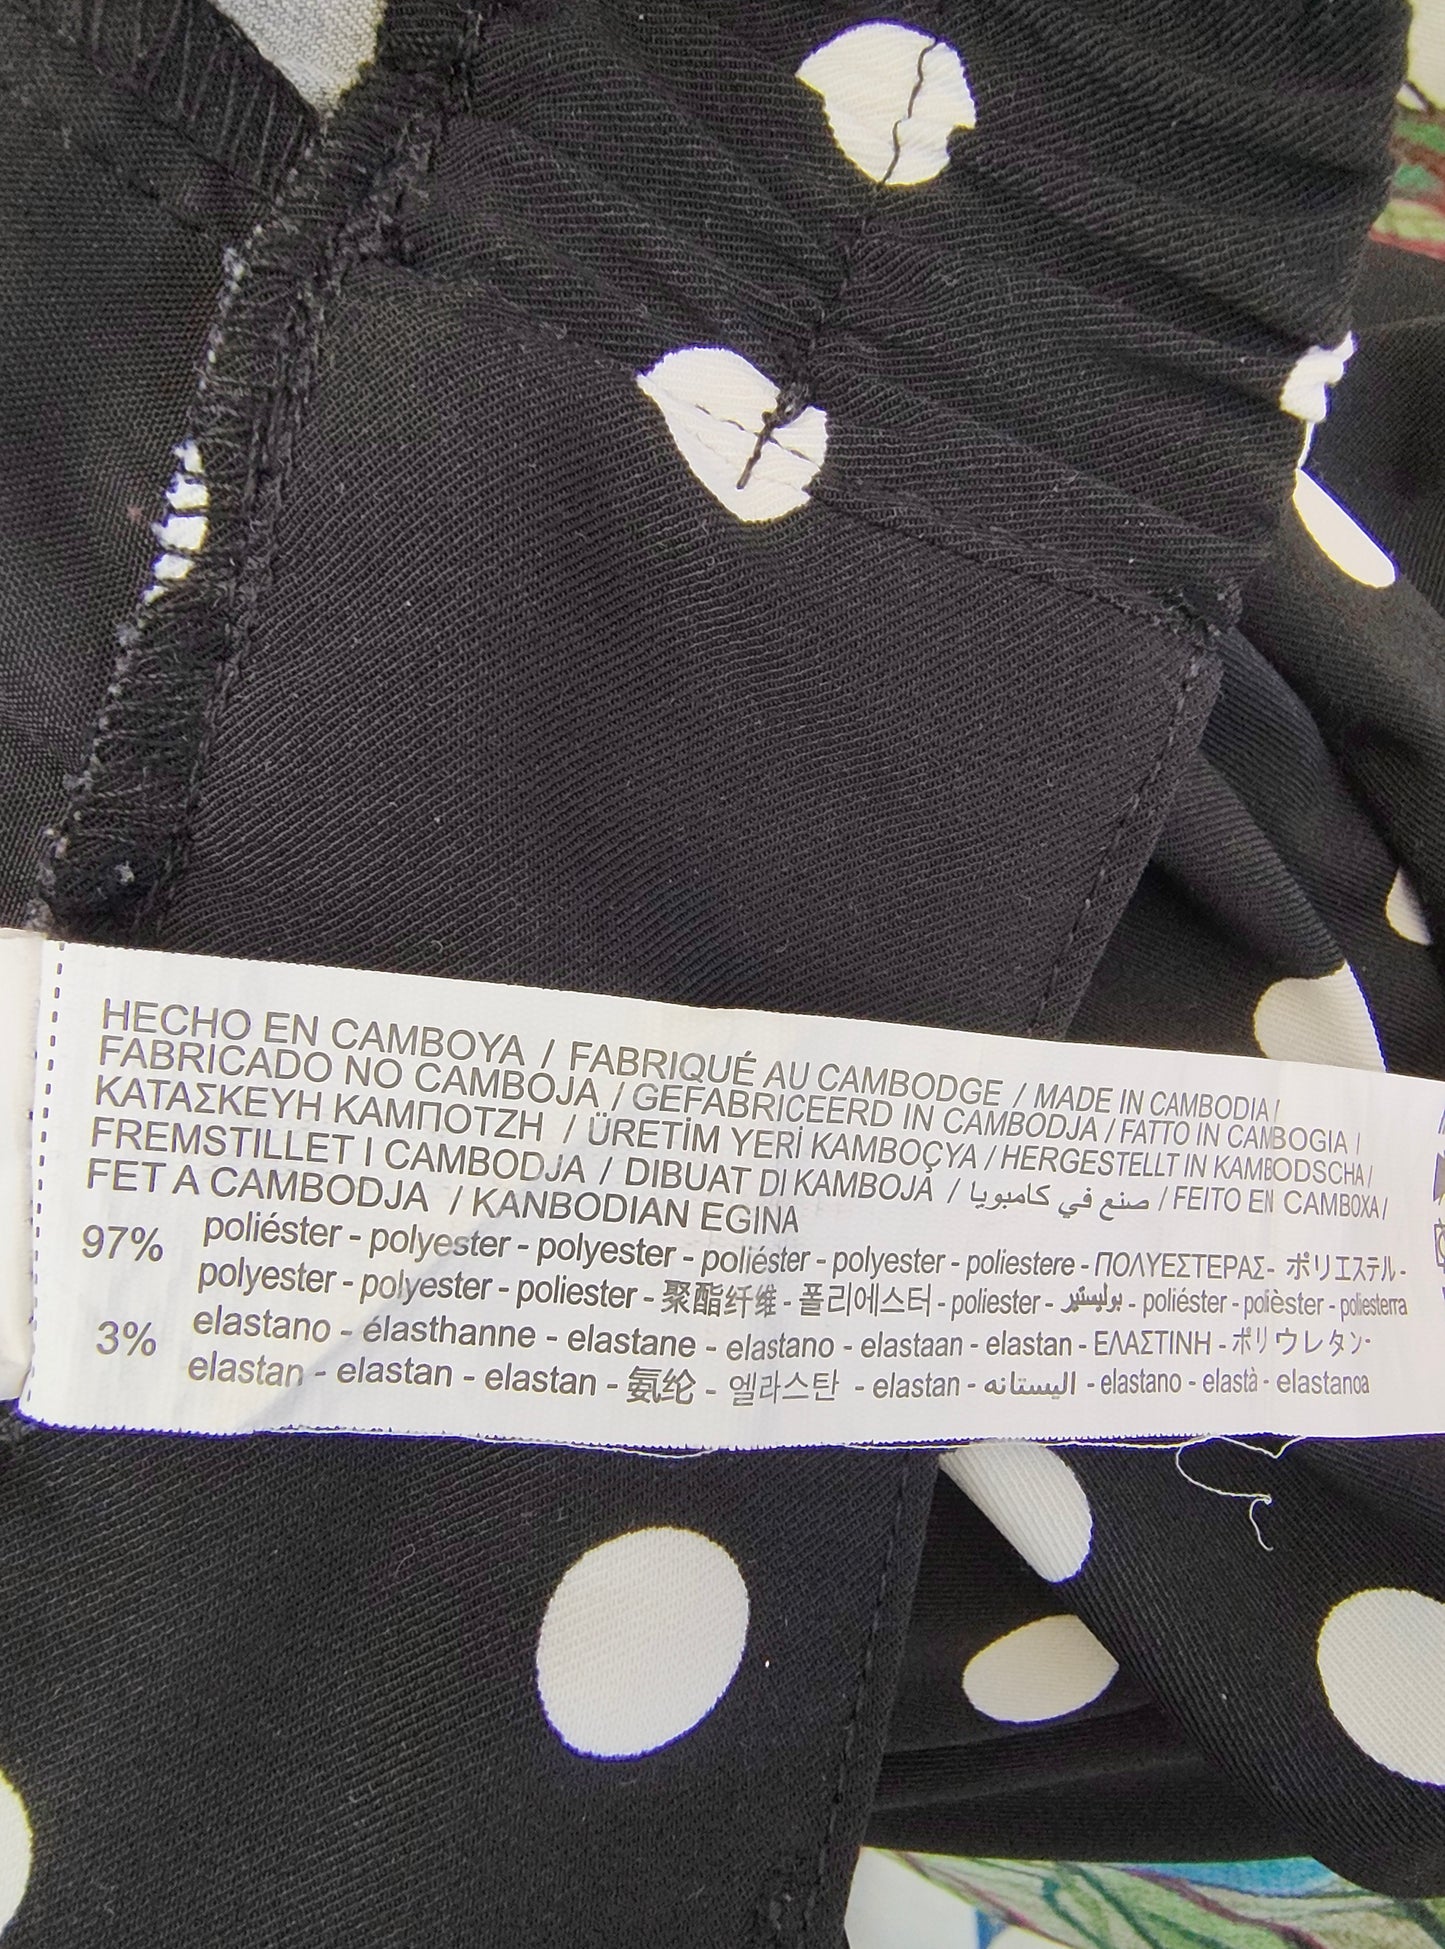 HECHO EN CAMBOYA / FABRIQUÉ AU CAMBODGE / MADE IN CAMBODIA /
FABRICADO NO CAMBOJA / GEFABRICEERD IN CAMBODJA / FATTO IN CAMBOGIA /
ΚΑΤΑΣΚΕΥΗ ΚΑΜΠΟΤΖΗ / ÜRETİM YERİ KAMBOÇYA / HERGESTELLT IN KAMBODSCHA /
FREMSTILLET I CAMBODJA / DIBUAT DI KAMBOJA / صنع في كامبويا / FEITO EN CAMBOXA /
FET A CAMBODJA / KANBODIAN EGINA
97% poliéster - polyester - polyester - poliéster - polyester - poliestere - ΠΟΛΥΕΣΤΕΡΑΣ- ポリエステル-
polyester - polyester - poliester - 聚酯纤维 - 폴리에스터 - poliester - بوليستير - poliéster - polièster - poliesterra
3% elastano - élasthanne - elastane - elastano - elastaan - elastan - ΕΛΑΣΤΙΝΗ - ポリウレタン-
elastan - elastan - elastan - 氨纶 - 엘라스탄 - elastan - اليستانه - elastano - elastà - elastanoa